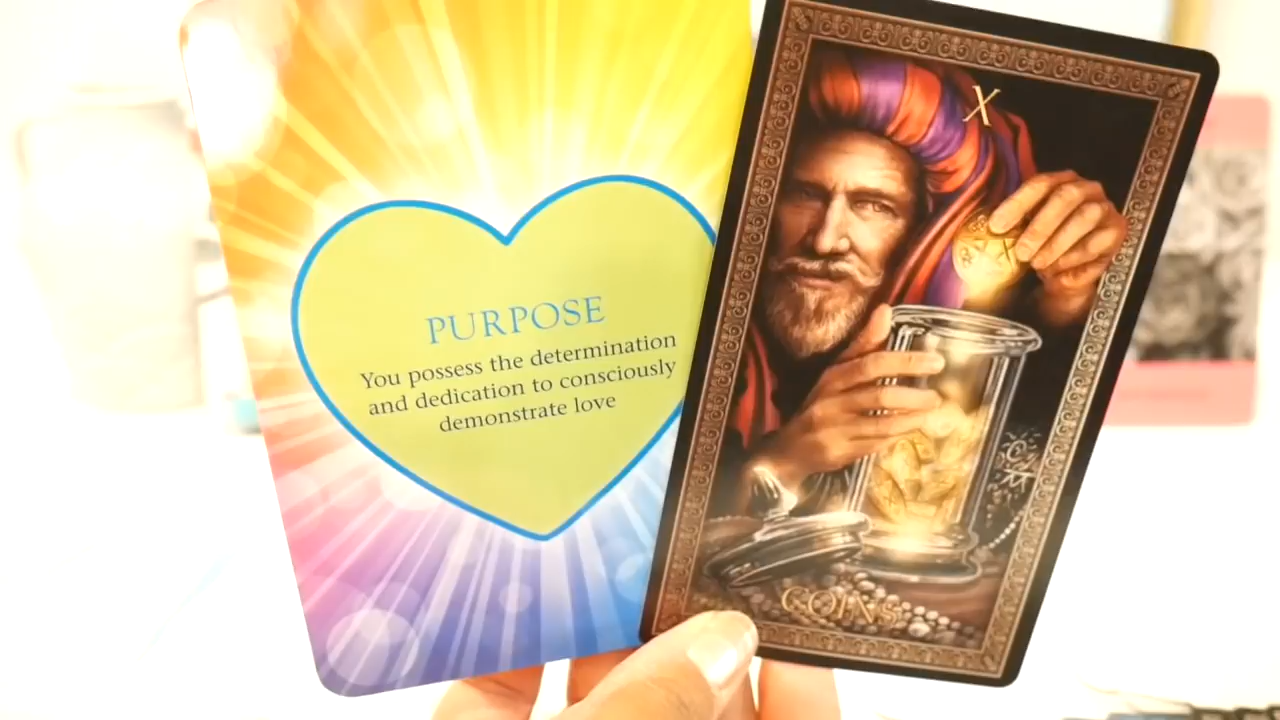 PURPOSE
You possess the determination
and dedication to consciously
demonstrate love
X
COINS